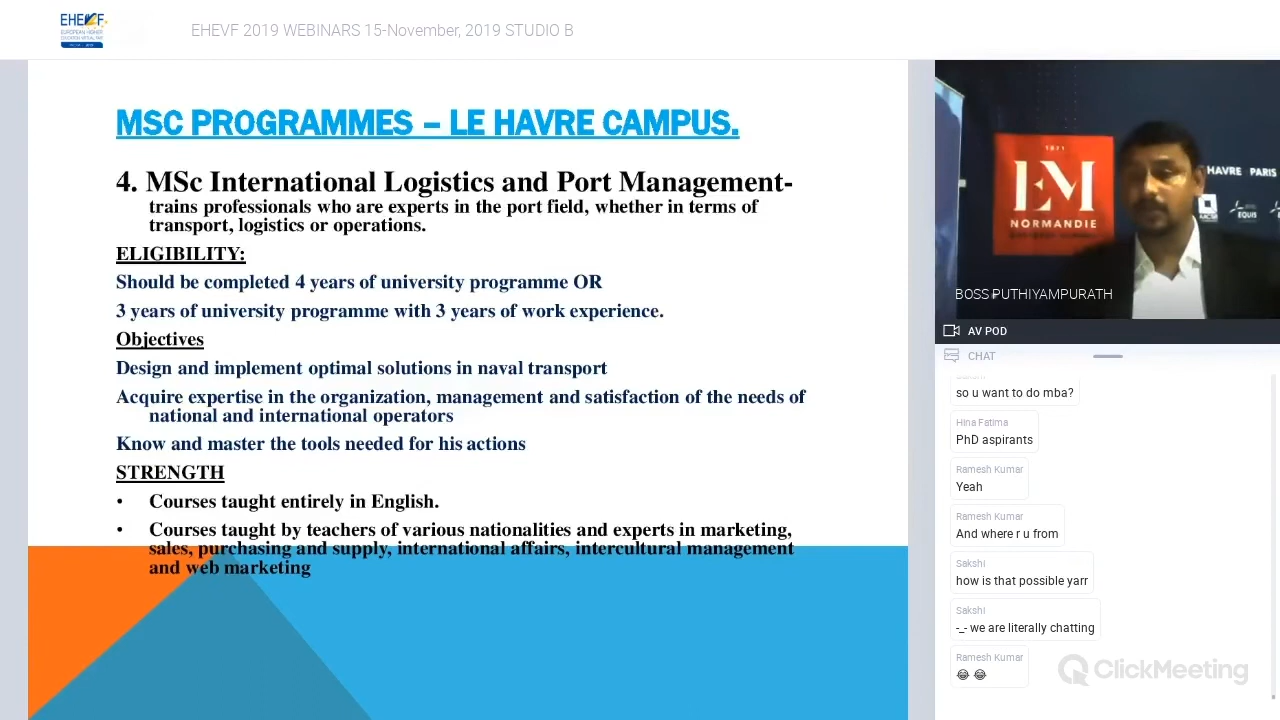 EHEVF
EUROPEAN HIGHER
EDUCATION VIRTUAL FAIR
EHEVF 2019 WEBINARS 15-November, 2019 STUDIO B
MSC PROGRAMMES – LE HAVRE CAMPUS.
4. MSc International Logistics and Port Management-
trains professionals who are experts in the port field, whether in terms of
transport, logistics or operations.
ELIGIBILITY:
Should be completed 4 years of university programme OR
3 years of university programme with 3 years of work experience.
Objectives
Design and implement optimal solutions in naval transport
Acquire expertise in the organization, management and satisfaction of the needs of
national and international operators
Know and master the tools needed for his actions
STRENGTH
• Courses taught entirely in English.
• Courses taught by teachers of various nationalities and experts in marketing,
sales, purchasing and supply, international affairs, intercultural management
and web marketing
1871
EM
NORMANDIE
HAVRE PARIS
AACSB
EQUIS
BOSS PUTHIYAMPURATH
AV POD
CHAT
so u want to do mba?
Hina Fatima
PhD aspirants
Ramesh Kumar
Yeah
Ramesh Kumar
And where r u from
Sakshi
how is that possible yarr
Sakshi
-_- we are literally chatting
Ramesh Kumar
😂 😂
ClickMeeting